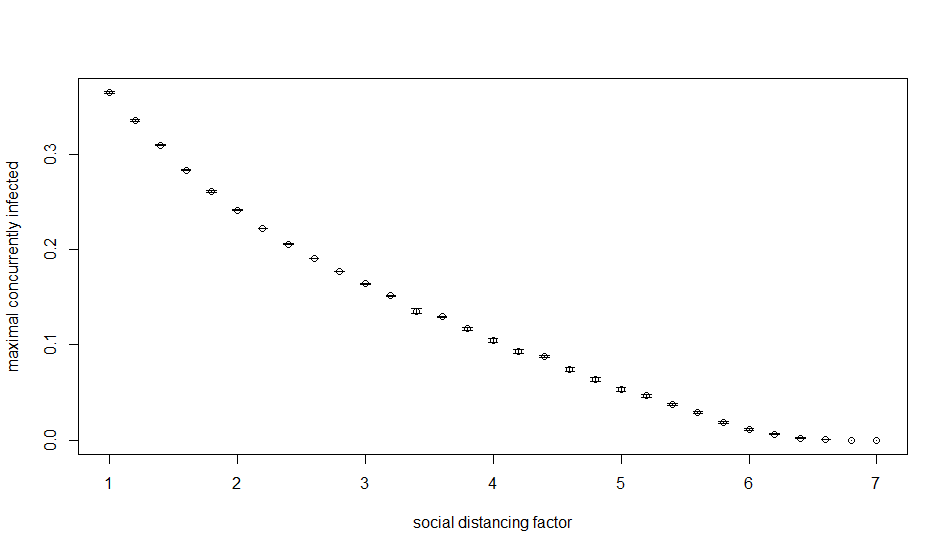 maximal concurrently infected
0.3
0.2
0.1
0.0
1 2 3 4 5 6 7
social distancing factor